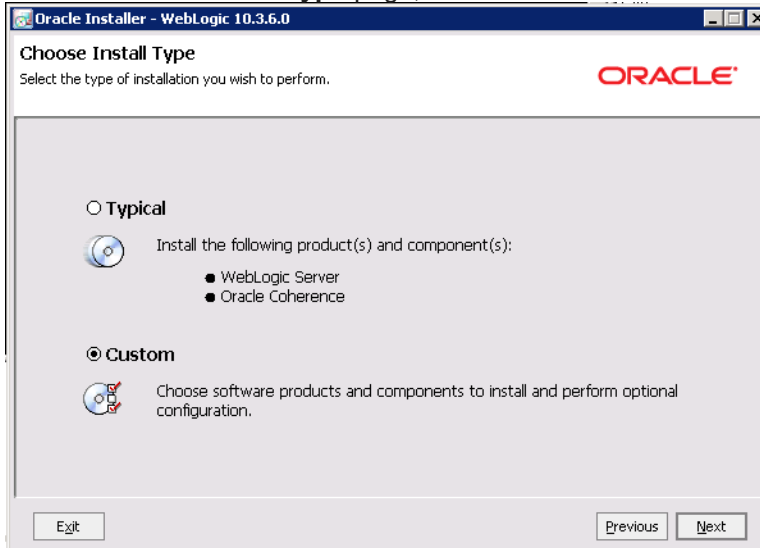 Oracle Installer - WebLogic 10.3.6.0
Choose Install Type
Select the type of installation you wish to perform.
ORACLE
Typical
Install the following product(s) and component(s):
WebLogic Server
Oracle Coherence
Custom
Choose software products and components to install and perform optional
configuration.
Exit
Previous
Next